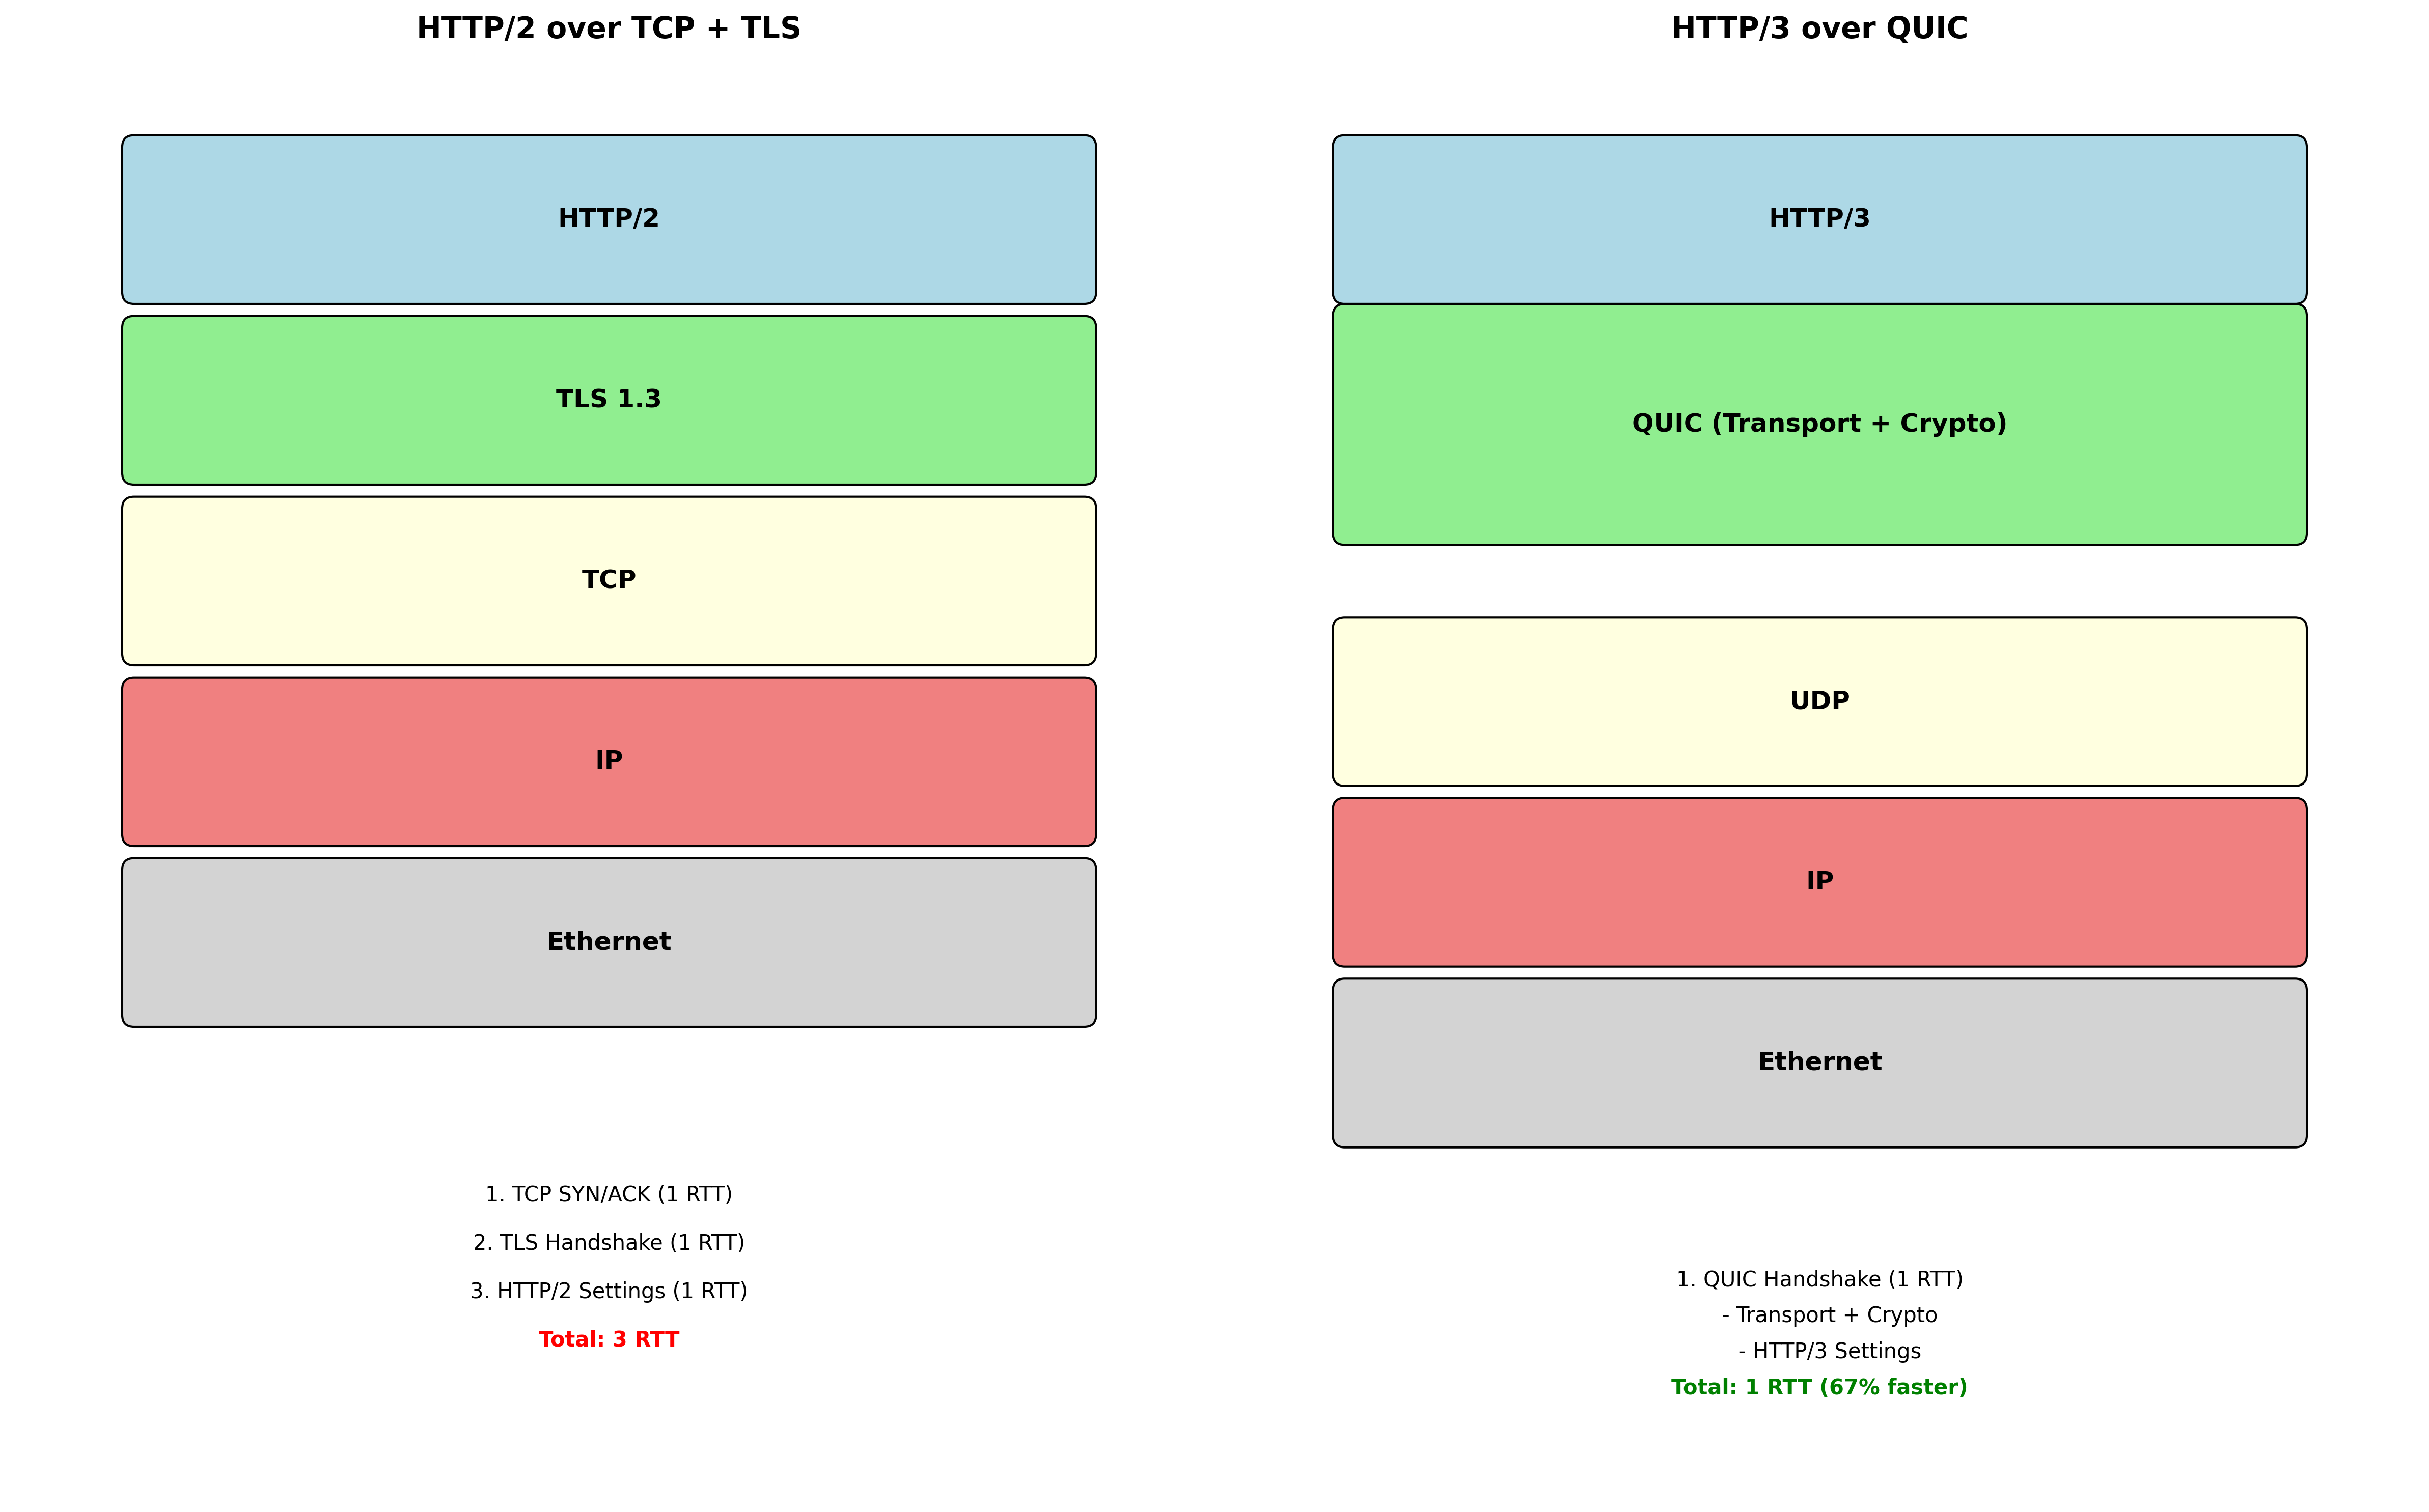 HTTP/2 over TCP + TLS
HTTP/2
TLS 1.3
TCP
IP
Ethernet
1. TCP SYN/ACK (1 RTT)
2. TLS Handshake (1 RTT)
3. HTTP/2 Settings (1 RTT)
Total: 3 RTT
HTTP/3 over QUIC
HTTP/3
QUIC (Transport + Crypto)
UDP
IP
Ethernet
1. QUIC Handshake (1 RTT)
- Transport + Crypto
- HTTP/3 Settings
Total: 1 RTT (67% faster)